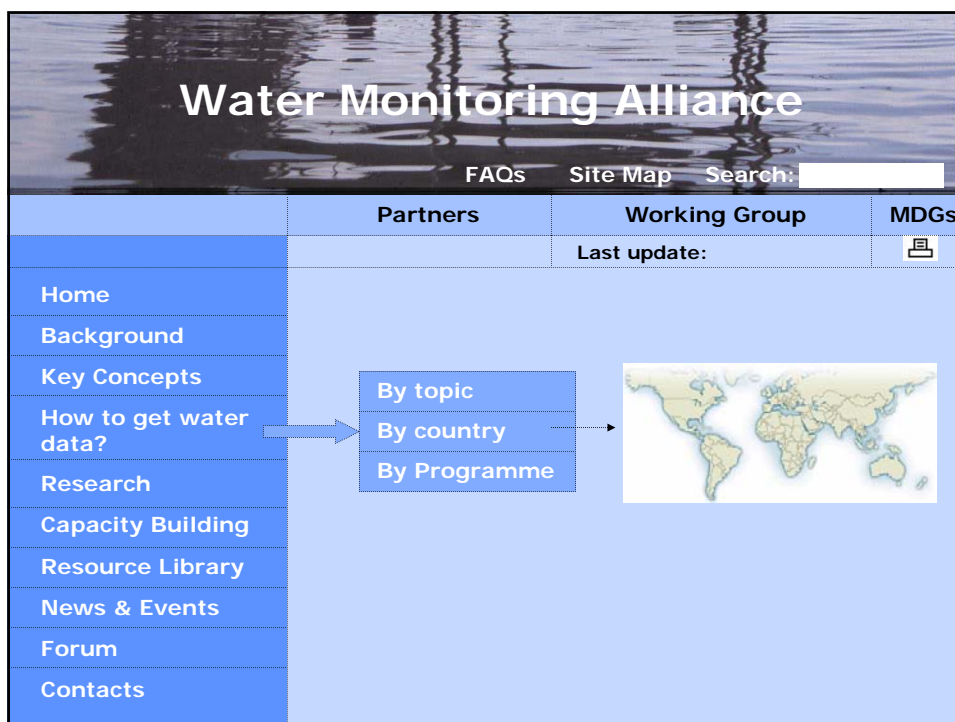 Water Monitoring Alliance
FAQs Site Map Search:
Partners Working Group MDGs
Last update:
Home
Background
Key Concepts
How to get water
data?
Research
Capacity Building
Resource Library
News & Events
Forum
Contacts
By topic
By country
By Programme